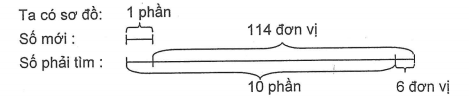 Ta có sơ đồ: 1 phần
Số mới : 114 đơn vị
Số phải tìm :
10 phần 6 đơn vị